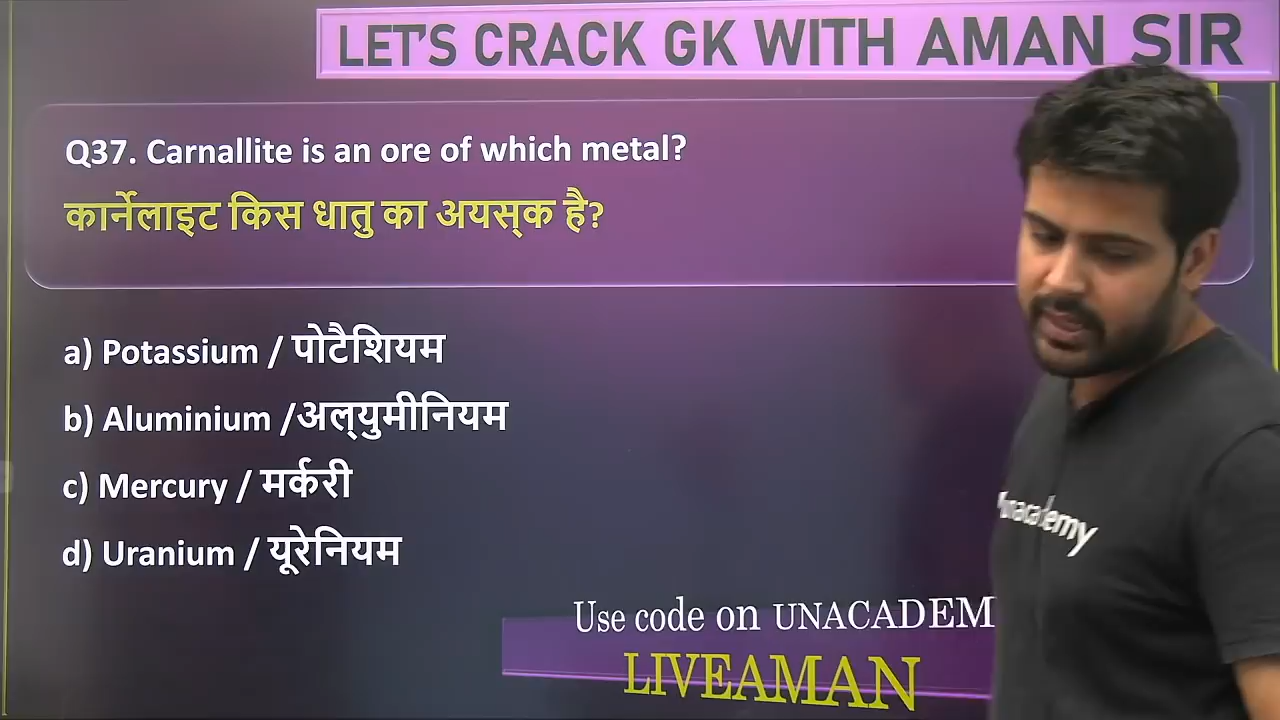 LET'S CRACK GK WITH AMAN SIR
Q37. Carnallite is an ore of which metal?
कार्नेलाइट किस धातु का अयस्‌क है?
a) Potassium / पोटैशियम
b) Aluminium /अल्‌युमीनियम
c) Mercury / मर्करी
d) Uranium / यूरेनियम
unacademy
Use code on UNACADEM
LIVEAMAN